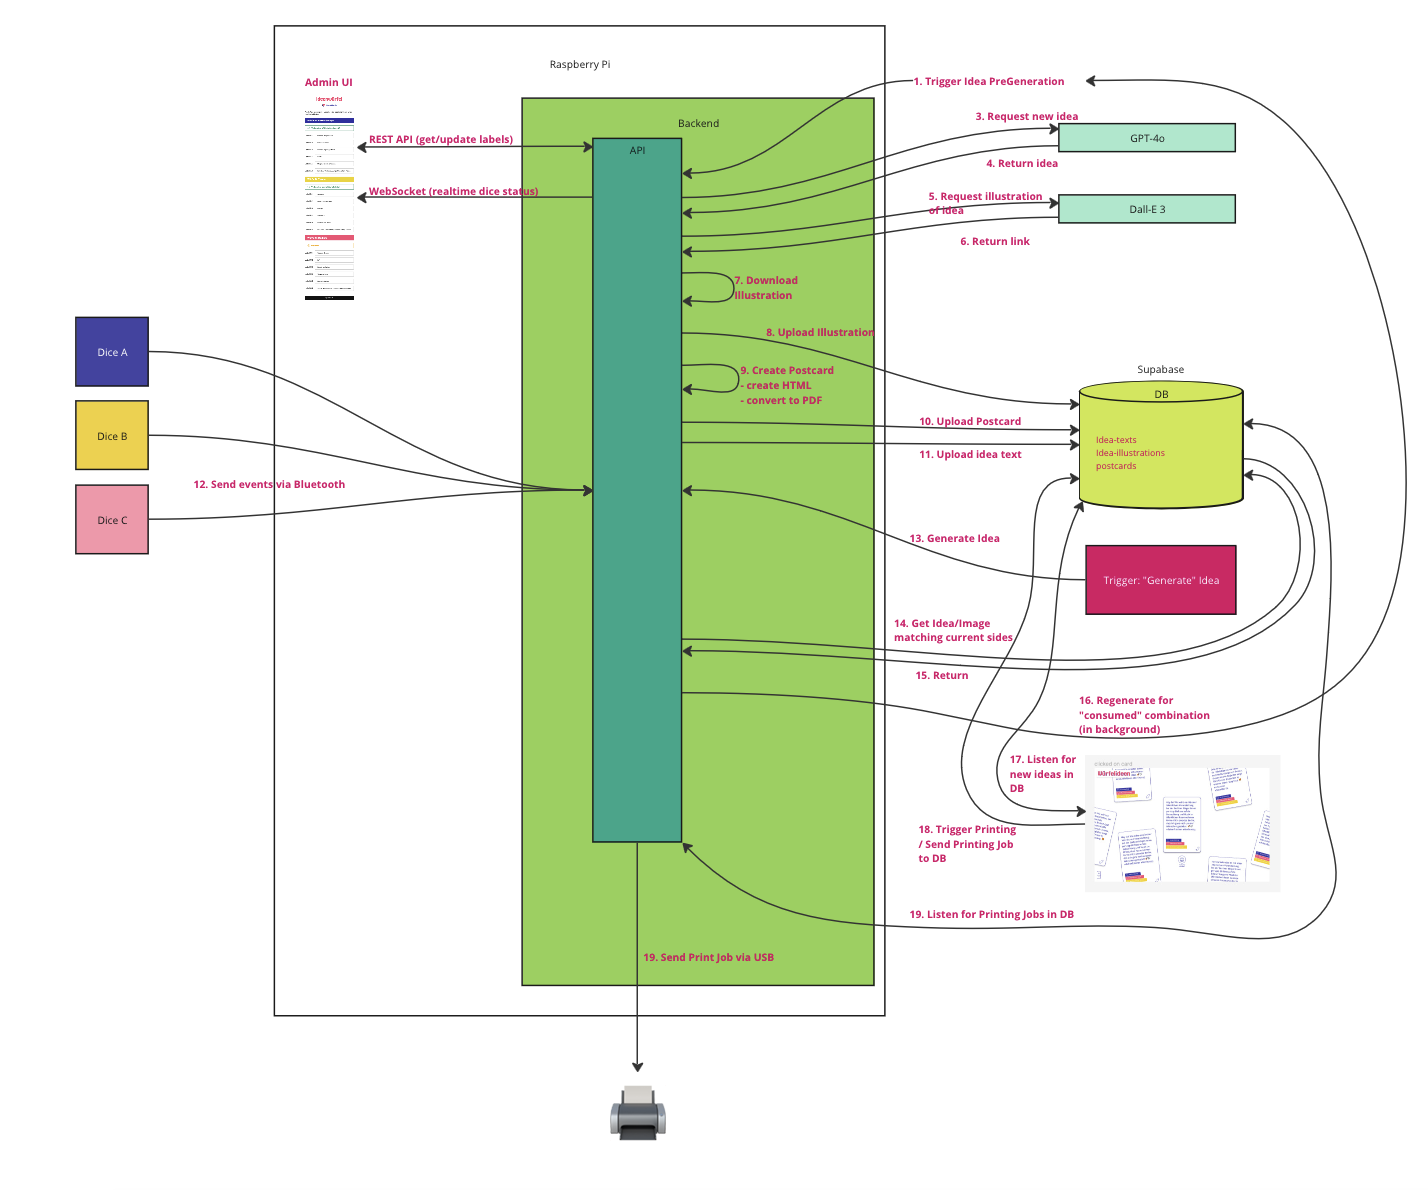 Raspberry Pi
Admin UI
Ideenwürfel
Backend
API
REST API (get/update labels)
WebSocket (realtime dice status)
1. Trigger Idea PreGeneration
3. Request new idea
GPT-4o
4. Return idea
5. Request illustration
of idea
Dall-E 3
6. Return link
7. Download
Illustration
8. Upload Illustration
9. Create Postcard
- create HTML
- convert to PDF
Supabase
DB
Idea-texts
Idea-illustrations
postcards
10. Upload Postcard
11. Upload idea text
Dice A
Dice B
Dice C
12. Send events via Bluetooth
13. Generate Idea
Trigger: "Generate" Idea
14. Get Idea/Image
matching current sides
15. Return
16. Regenerate for
"consumed" combination
(in background)
17. Listen for
new ideas in
DB
clicked on card
Würfelideen
18. Trigger Printing
/ Send Printing Job
to DB
19. Listen for Printing Jobs in DB
19. Send Print Job via USB